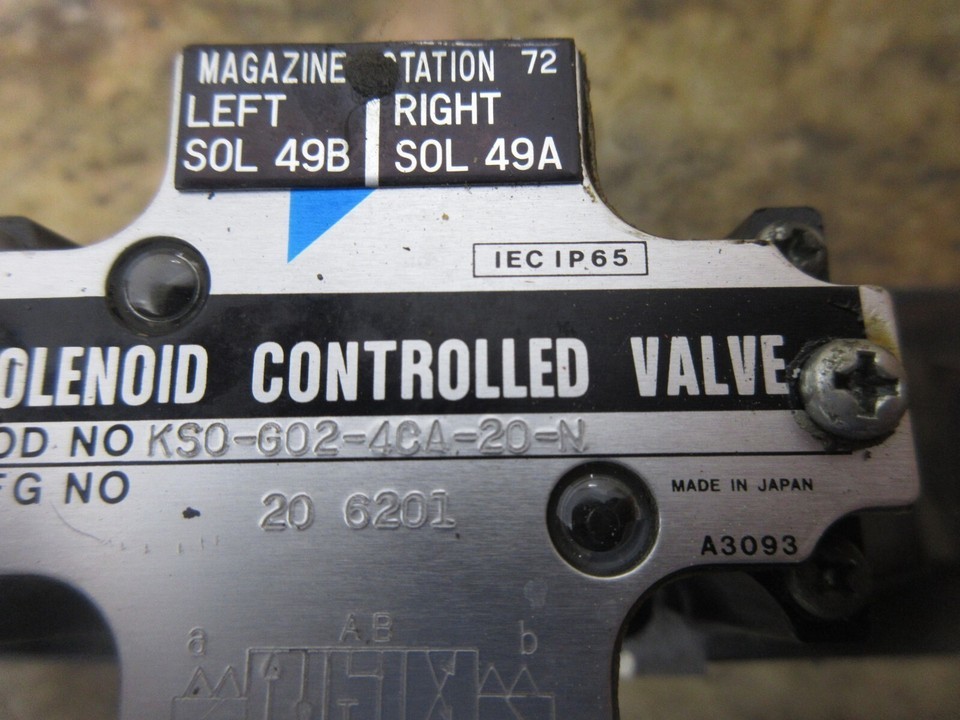 MAGAZINE STATION 72
LEFT RIGHT
SOL 49B SOL 49A
IEC IP65
OLENOID CONTROLLED VALVE
OD NO KSO-G02-4CA-20-N
FG NO
20 6201
MADE IN JAPAN
A3093
a A B b